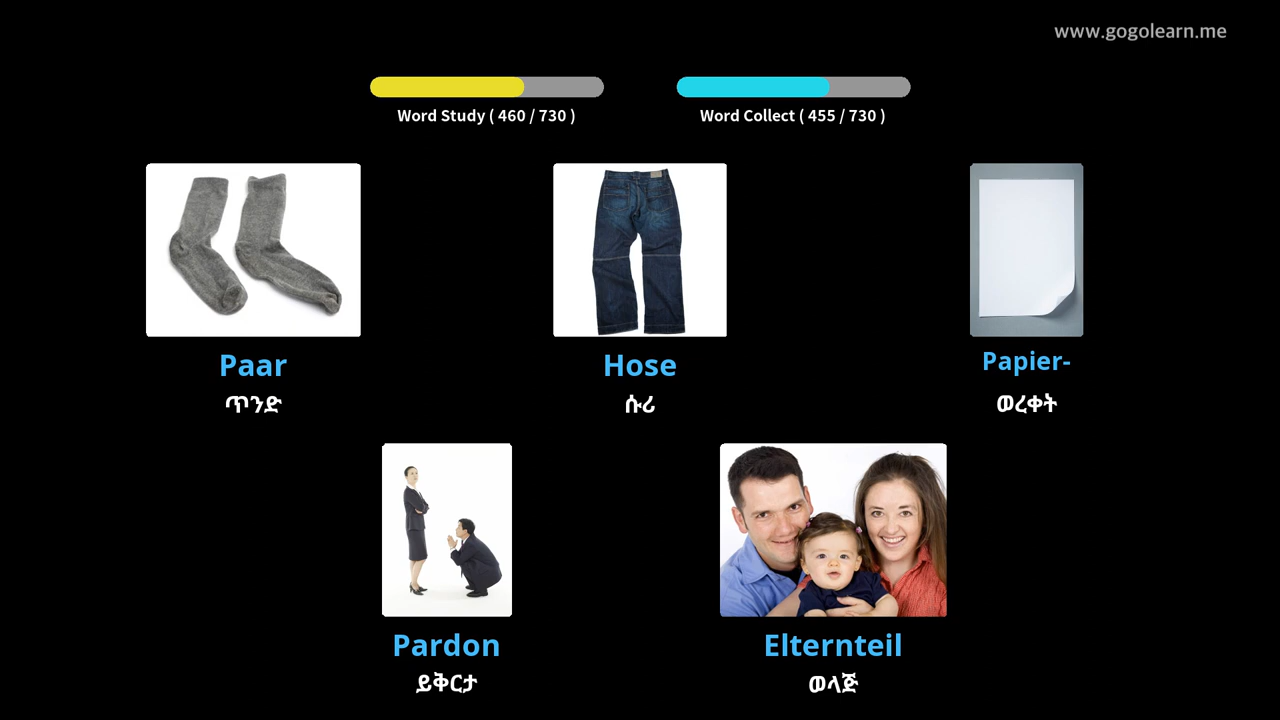 www.gogolearn.me
Word Study ( 460 / 730 )
Word Collect ( 455 / 730 )
Paar
ጥንድ
Hose
ሱሪ
Papier-
ወረቀት
Pardon
ይቅርታ
Elternteil
ወላጅ